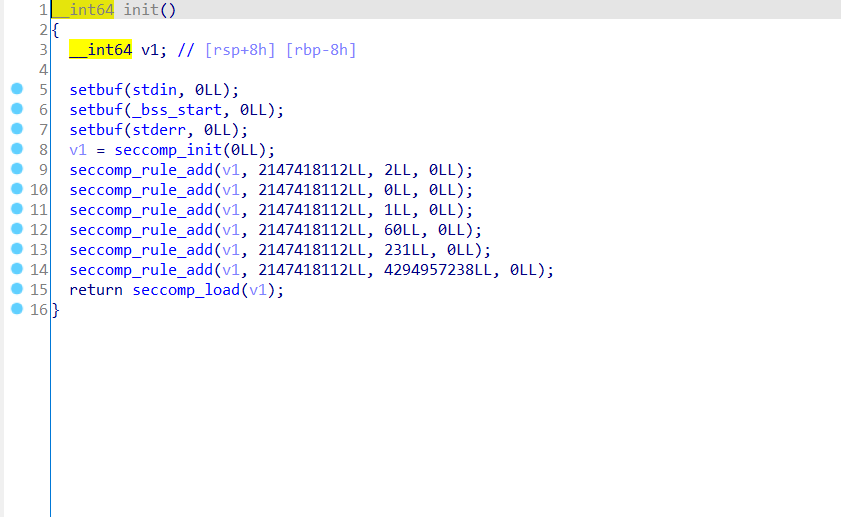 1 __int64 init()
2 {
3 __int64 v1; // [rsp+8h] [rbp-8h]
4
5 setbuf(stdin, 0LL);
6 setbuf(_bss_start, 0LL);
7 setbuf(stderr, 0LL);
8 v1 = seccomp_init(0LL);
9 seccomp_rule_add(v1, 2147418112LL, 2LL, 0LL);
10 seccomp_rule_add(v1, 2147418112LL, 0LL, 0LL);
11 seccomp_rule_add(v1, 2147418112LL, 1LL, 0LL);
12 seccomp_rule_add(v1, 2147418112LL, 60LL, 0LL);
13 seccomp_rule_add(v1, 2147418112LL, 231LL, 0LL);
14 seccomp_rule_add(v1, 2147418112LL, 4294957238LL, 0LL);
15 return seccomp_load(v1);
16 }